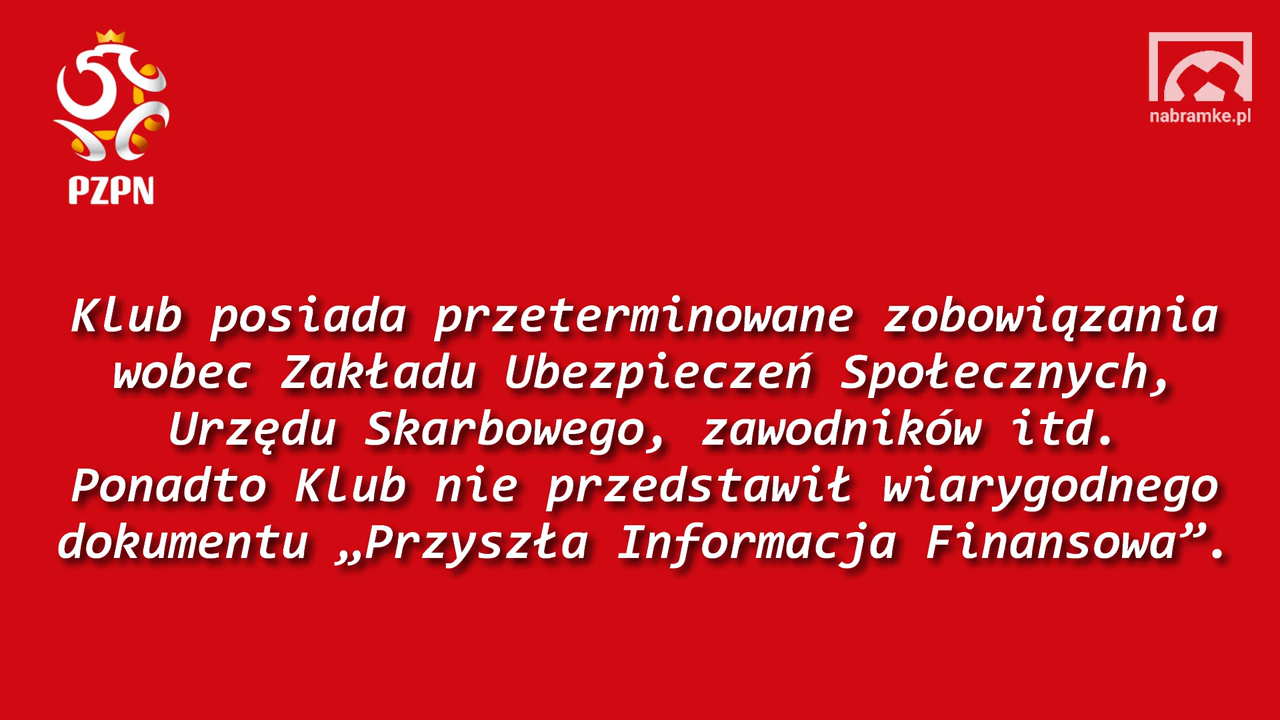 PZPN
nabramke.pl
Klub posiada przeterminowane zobowiązania
wobec Zakładu Ubezpieczeń Społecznych,
Urzędu Skarbowego, zawodników itd.
Ponadto Klub nie przedstawił wiarygodnego
dokumentu „Przyszła Informacja Finansowa”.